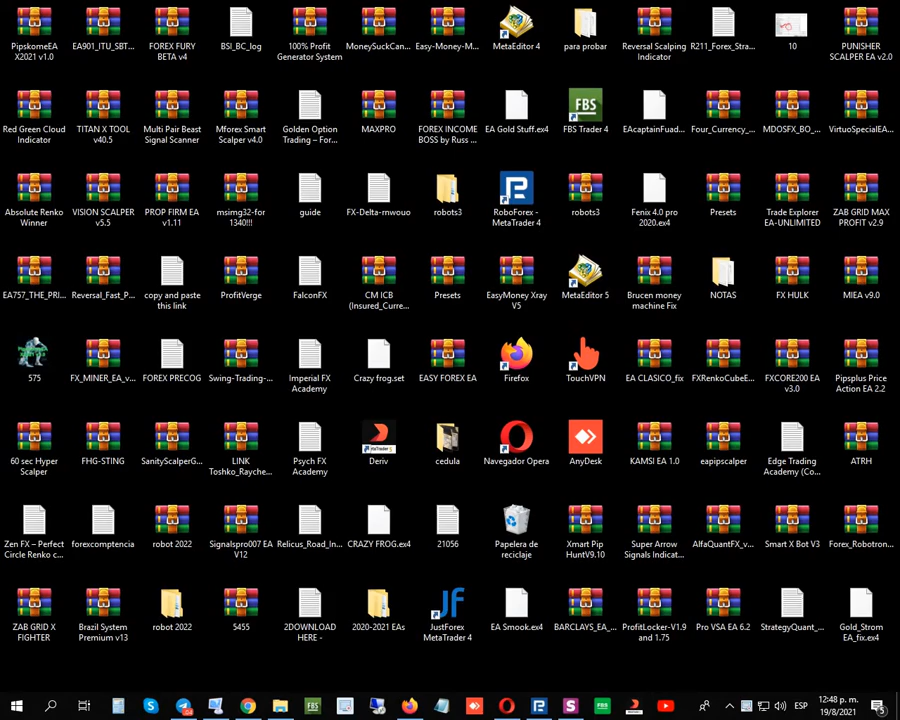 PipskomeEA
X2021 v1.0
EA901_ITU_SBT...
FOREX FURY
BETA v4
BSI_BC_log
100% Profit
Generator System
MoneySuckCan...
Easy-Money-M...
MetaEditor 4
para probar
Reversal Scalping
Indicator
R211_Forex_Stra...
10
PUNISHER
SCALPER EA v2.0
Red Green Cloud
Indicator
TITAN X TOOL
v40.5
Multi Pair Beast
Signal Scanner
Mforex Smart
Scalper v4.0
Golden Option
Trading – For...
MAXPRO
FOREX INCOME
BOSS by Russ ...
EA Gold Stuff.ex4
FBS
FBS Trader 4
EAcaptainFuad...
Four_Currency_...
MDOSFX_BO_...
VirtuoSpecialEA...
Absolute Renko
Winner
VISION SCALPER
v5.5
PROP FIRM EA
v1.11
msimg32-for
1340!!!
guide
FX-Delta-rnwouo
robots3
RoboForex -
MetaTrader 4
robots3
Fenix 4.0 pro
2020.ex4
Presets
Trade Explorer
EA-UNLIMITED
ZAB GRID MAX
PROFIT v2.9
EA757_THE_PRI...
Reversal_Fast_P...
copy and paste
this link
ProfitVerge
FalconFX
CM ICB
(Insured_Curre...
Presets
EasyMoney Xray
V5
MetaEditor 5
Brucen money
machine Fix
NOTAS
FX HULK
MIEA v9.0
575
FX_MINER_EA_v...
FOREX PRECOG
Swing-Trading-...
Imperial FX
Academy
Crazy frog.set
EASY FOREX EA
Firefox
TouchVPN
EA CLASICO_fix
FXRenkoCubeE...
FXCORE200 EA
v3.0
Pipsplus Price
Action EA 2.2
60 sec Hyper
Scalper
FHG-STING
SanityScalperG...
LINK
Toshko_Rayche...
Psych FX
Academy
Deriv
cedula
Navegador Opera
AnyDesk
KAMSI EA 1.0
eapipscalper
Edge Trading
Academy (Co...
ATRH
Zen FX – Perfect
Circle Renko c...
forexcomptencia
robot 2022
Signalspro007 EA
V12
Relicus_Road_In...
CRAZY FROG.ex4
21056
Papelera de
reciclaje
Xmart Pip
HuntV9.10
Super Arrow
Signals Indicat...
AlfaQuantFX_v...
Smart X Bot V3
Forex_Robotron...
ZAB GRID X
FIGHTER
Brazil System
Premium v13
robot 2022
5455
2DOWNLOAD
HERE -
2020-2021 EAs
JF
JustForex
MetaTrader 4
EA Smook.ex4
BARCLAYS_EA_...
ProfitLocker-V1.9
and 1.75
Pro VSA EA 6.2
StrategyQuant_...
Gold_Strom
EA_fix.ex4
FBS
FBS
ESP
12:48 p. m.
19/8/2021
5